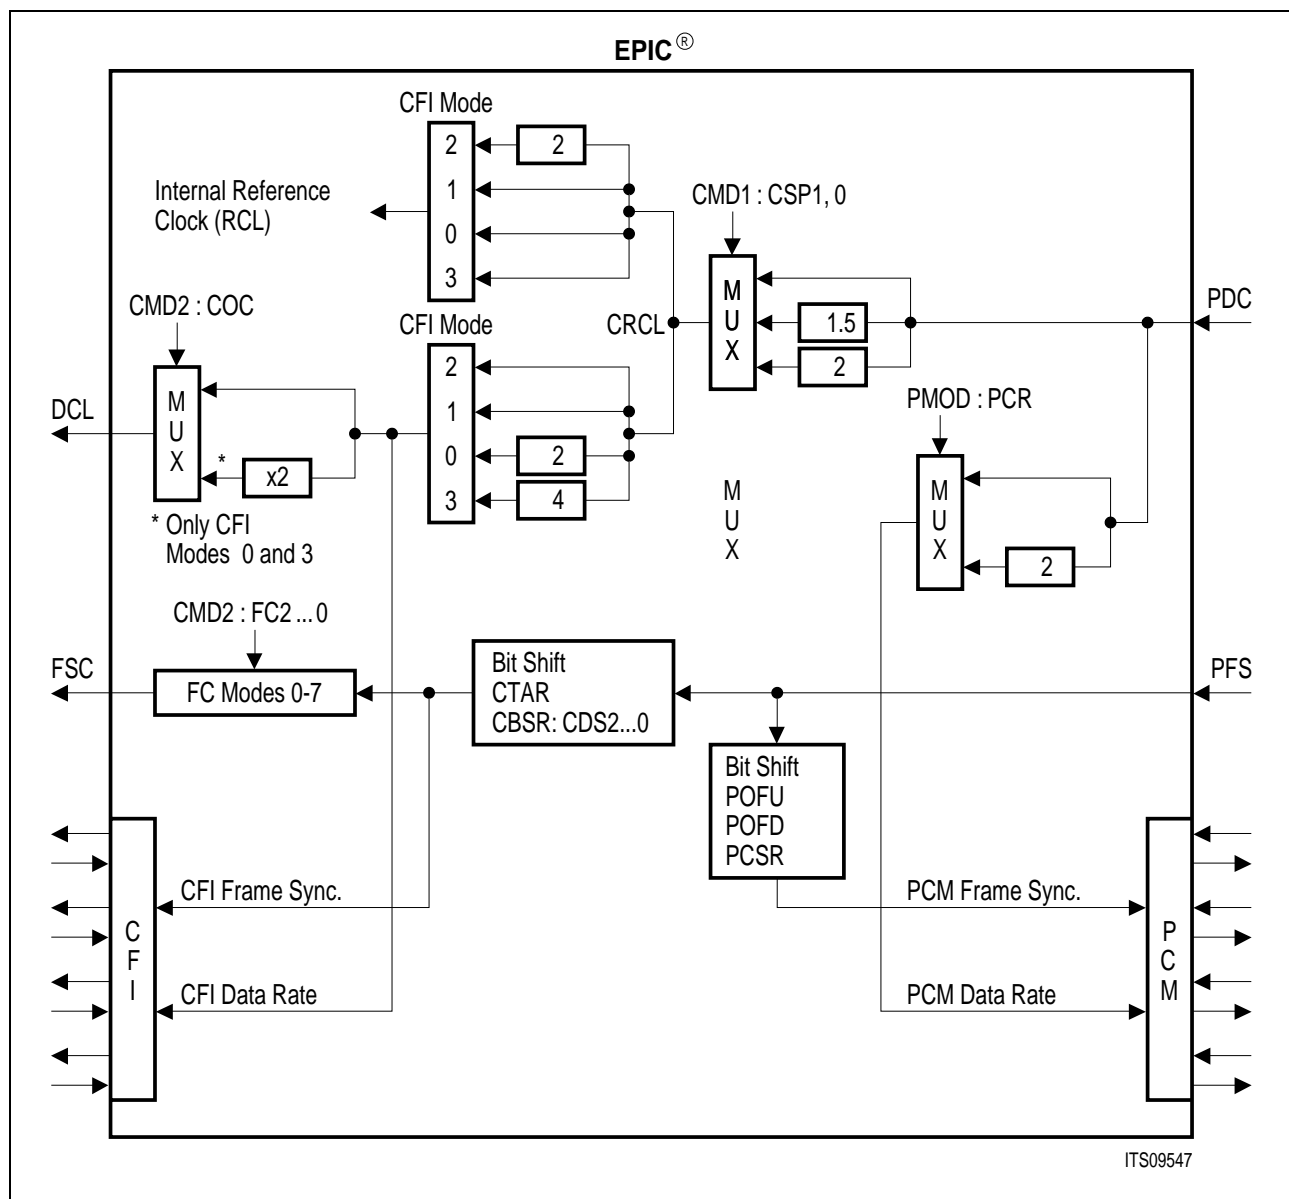 EPIC ®
CFI Mode
2
2
1
0
3
Internal Reference
Clock (RCL)
CMD1 : CSP1, 0
M
U
X
1.5
2
PDC
CMD2 : COC
CFI Mode
CRCL
2
1
0
3
2
4
M
U
X
DCL
*
x2
* Only CFI
Modes 0 and 3
M
U
X
PMOD : PCR
M
U
X
2
CMD2 : FC2 ... 0
FSC
FC Modes 0-7
Bit Shift
CTAR
CBSR: CDS2...0
PFS
Bit Shift
POFU
POFD
PCSR
CFI Frame Sync.
PCM Frame Sync.
C
F
I
P
C
M
CFI Data Rate
PCM Data Rate
ITS09547